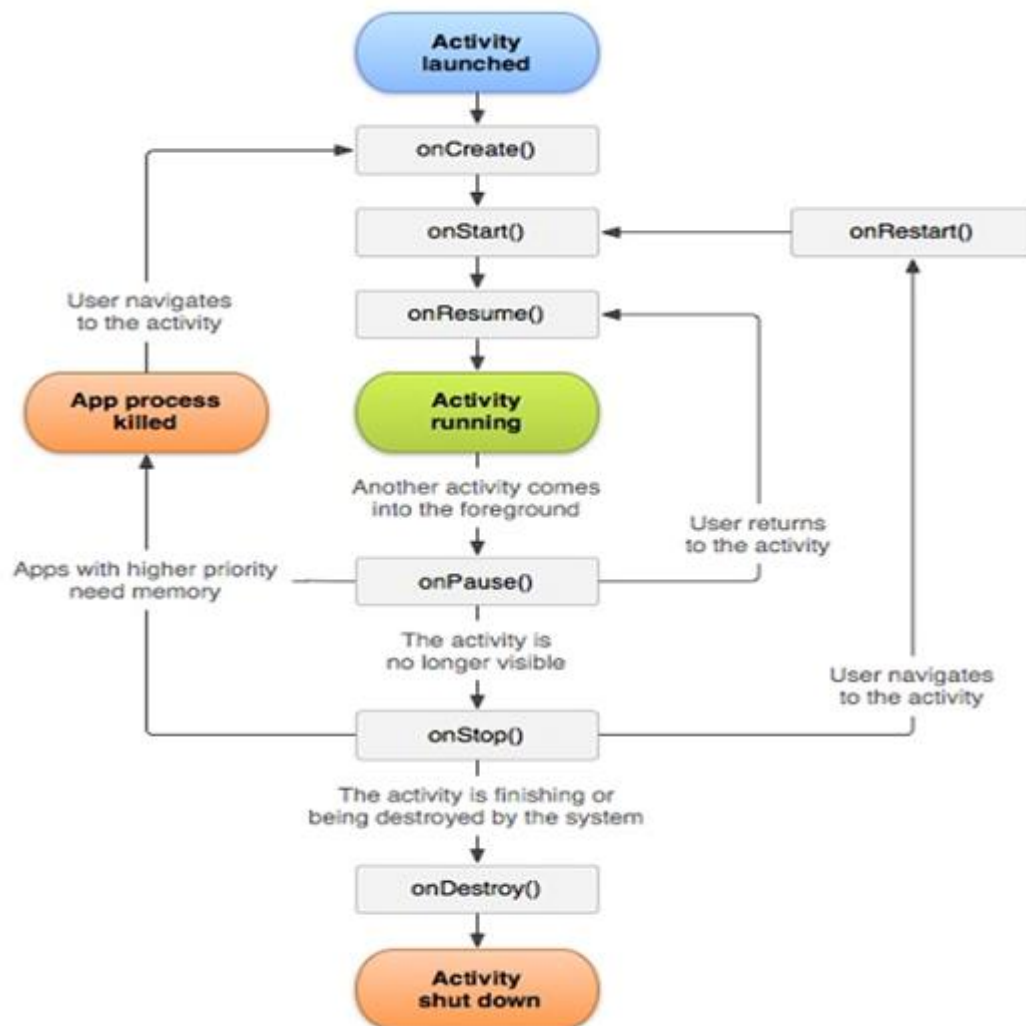 Activity
launched
onCreate()
onStart()
onRestart()
onResume()
User navigates
to the activity
App process
killed
Activity
running
Another activity comes
into the foreground
User returns
to the activity
Apps with higher priority
need memory
onPause()
The activity is
no longer visible
User navigates
to the activity
onStop()
The activity is finishing or
being destroyed by the system
onDestroy()
Activity
shut down